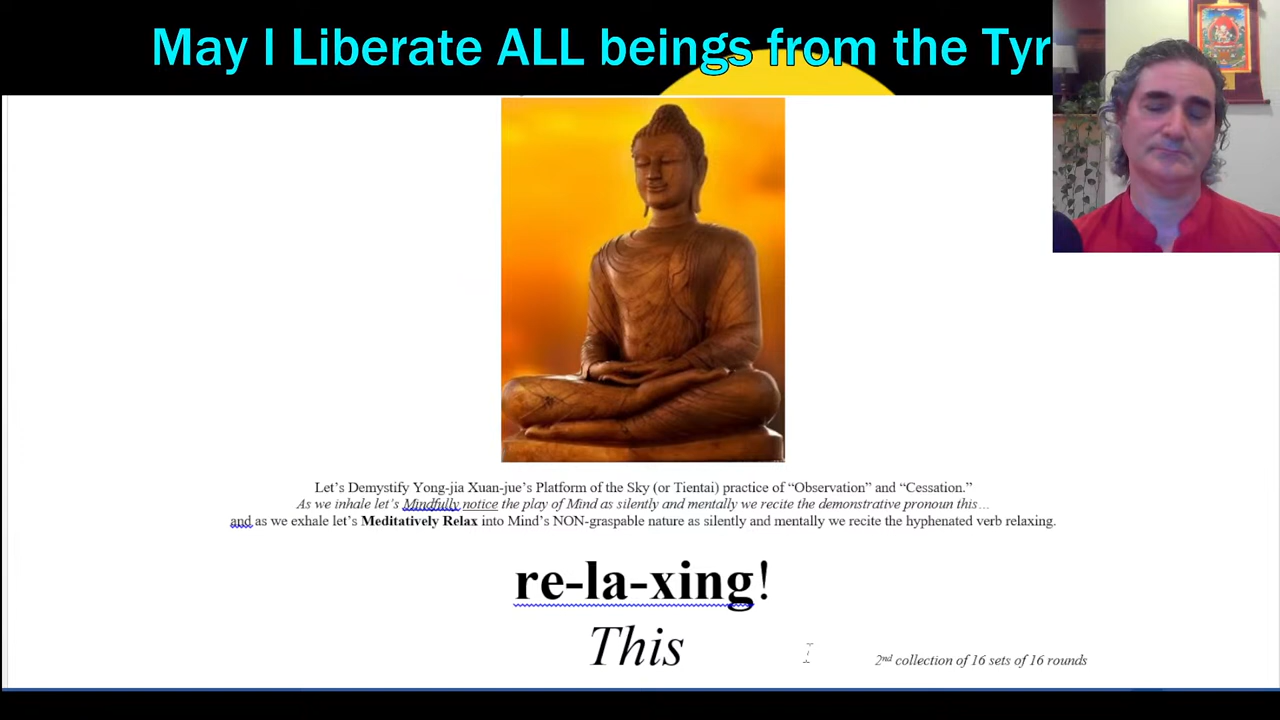 May I Liberate ALL beings from the Tyr
Let's Demystify Yong-jia Xuan-jue's Platform of the Sky (or Tientai) practice of “Observation” and “Cessation.”
As we inhale let's Mindfully notice the play of Mind as silently and mentally we recite the demonstrative pronoun this…
and as we exhale let's Meditatively Relax into Mind's NON-graspable nature as silently and mentally we recite the hyphenated verb relaxing.
re-la-xing!
This
2nd collection of 16 sets of 16 rounds